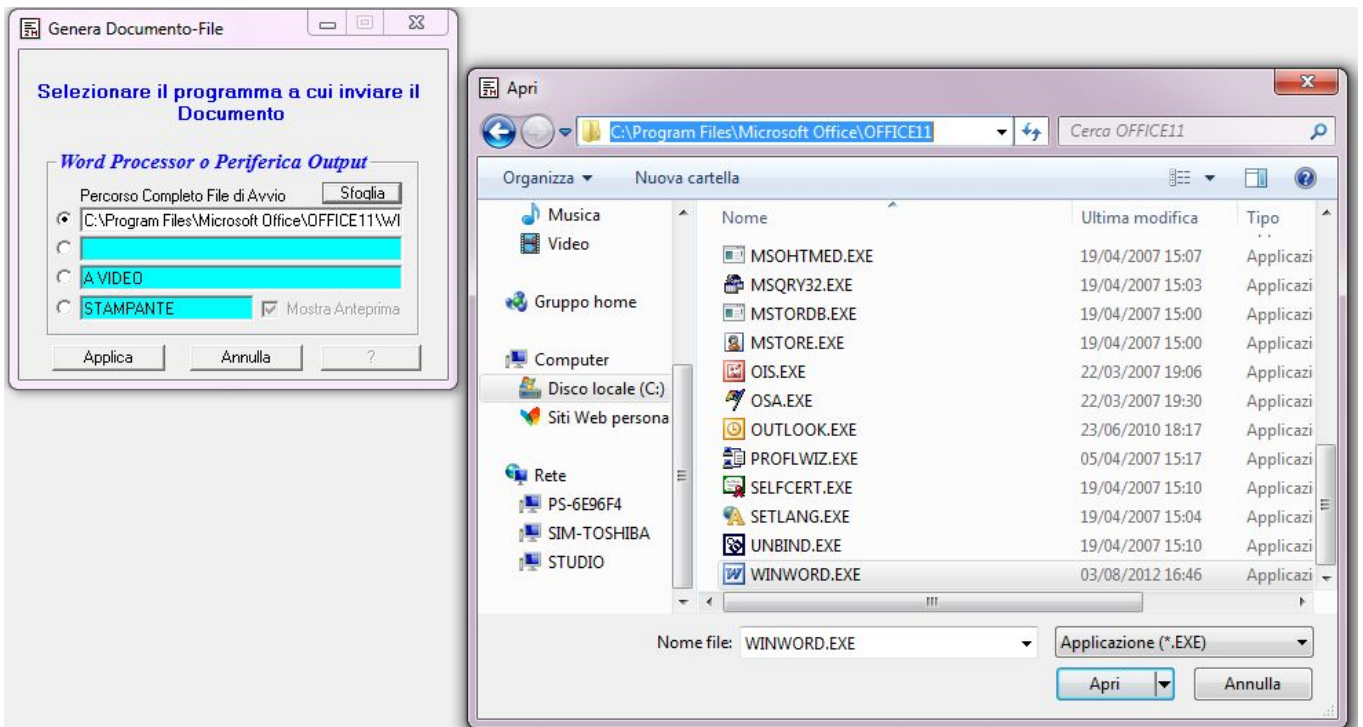 Genera Documento-File
Selezionare il programma a cui inviare il
Documento
Word Processor o Periferica Output
Percorso Completo File di Avvio Sfoglia
C:\Program Files\Microsoft Office\OFFICE11\WI
A VIDEO
STAMPANTE Mostra Anteprima
Applica Annulla ?
Apri
C:\Program Files\Microsoft Office\OFFICE11 Cerca OFFICE11
Organizza Nuova cartella
Musica
Video
Gruppo home
Computer
Disco locale (C:)
Siti Web persona
Rete
PS-6E96F4
SIM-TOSHIBA
STUDIO
Nome Ultima modifica Tipo
MSOHTMED.EXE 19/04/2007 15:07 Applicazi
MSQRY32.EXE 19/04/2007 15:03 Applicazi
MSTORDB.EXE 19/04/2007 15:00 Applicazi
MSTORE.EXE 19/04/2007 15:00 Applicazi
OIS.EXE 22/03/2007 19:06 Applicazi
OSA.EXE 22/03/2007 19:30 Applicazi
OUTLOOK.EXE 23/06/2010 18:17 Applicazi
PROFLWIZ.EXE 05/04/2007 15:17 Applicazi
SELFCERT.EXE 19/04/2007 15:10 Applicazi
SETLANG.EXE 19/04/2007 15:04 Applicazi
UNBIND.EXE 19/04/2007 15:10 Applicazi
WINWORD.EXE 03/08/2012 16:46 Applicazi
Nome file: WINWORD.EXE Applicazione (*.EXE)
Apri Annulla